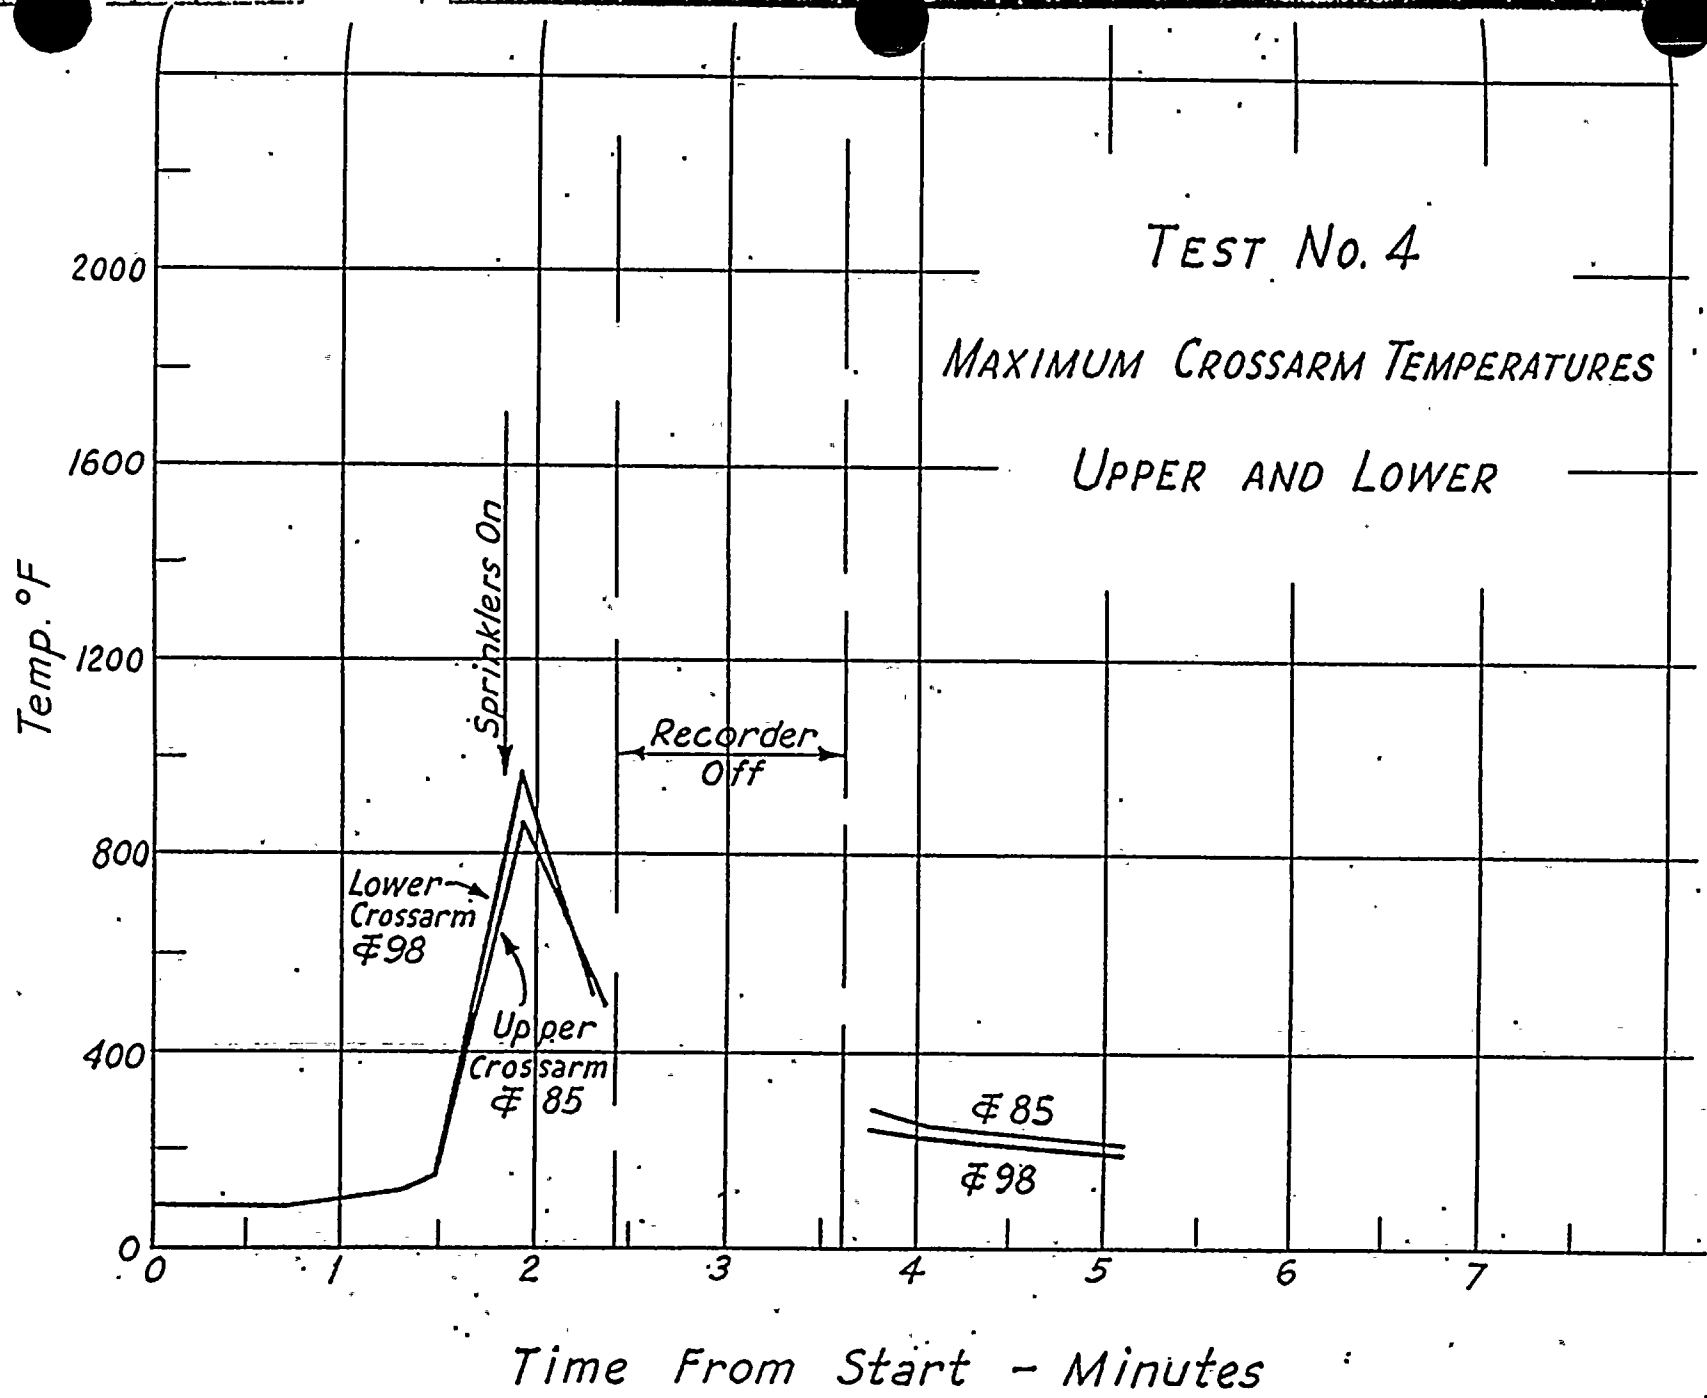 TEST NO. 4
MAXIMUM CROSSARM TEMPERATURES
UPPER AND LOWER
Temp. °F
2000
1600
1200
800
400
0
Sprinklers On
Recorder
Off
Lower
Crossarm
98
Upper
Crossarm
85
85
98
0 1 2 3 4 5 6 7
Time From Start - Minutes